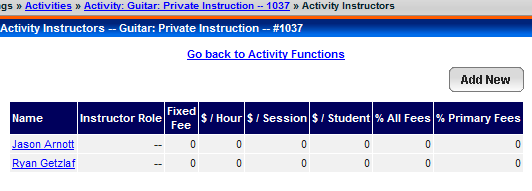 gs » Activities » Activity: Guitar: Private Instruction -- 1037 » Activity Instructors
Activity Instructors -- Guitar: Private Instruction -- #1037
Go back to Activity Functions
Add New
Name Instructor Role Fixed Fee $ / Hour $ / Session $ / Student % All Fees % Primary Fees
Jason Arnott -- 0 0 0 0 0 0
Ryan Getzlaf -- 0 0 0 0 0 0